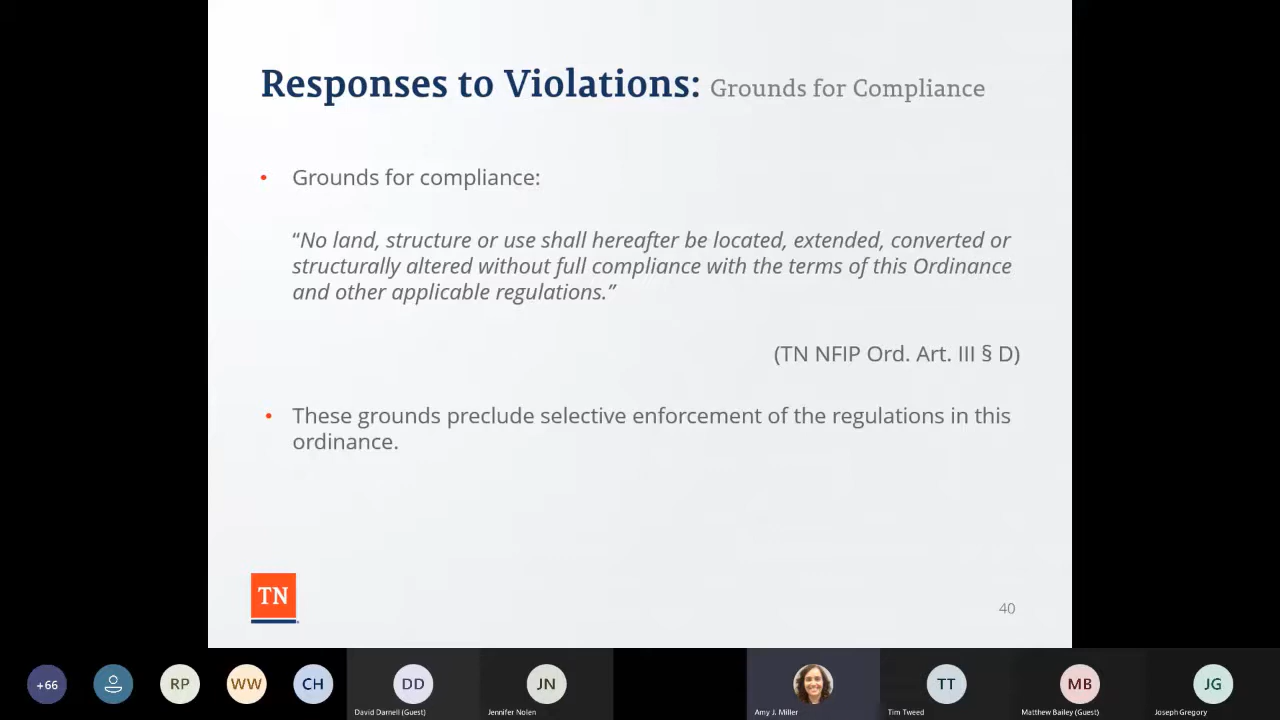 Responses to Violations: Grounds for Compliance
• Grounds for compliance:
“No land, structure or use shall hereafter be located, extended, converted or
structurally altered without full compliance with the terms of this Ordinance
and other applicable regulations.”
(TN NFIP Ord. Art. III § D)
• These grounds preclude selective enforcement of the regulations in this
ordinance.
TN
40
+66
RP
WW
CH
DD
JN
TT
MB
JG
David Darnell (Guest)
Jennifer Nolen
Amy J. Miller
Tim Tweed
Matthew Bailey (Guest)
Joseph Gregory